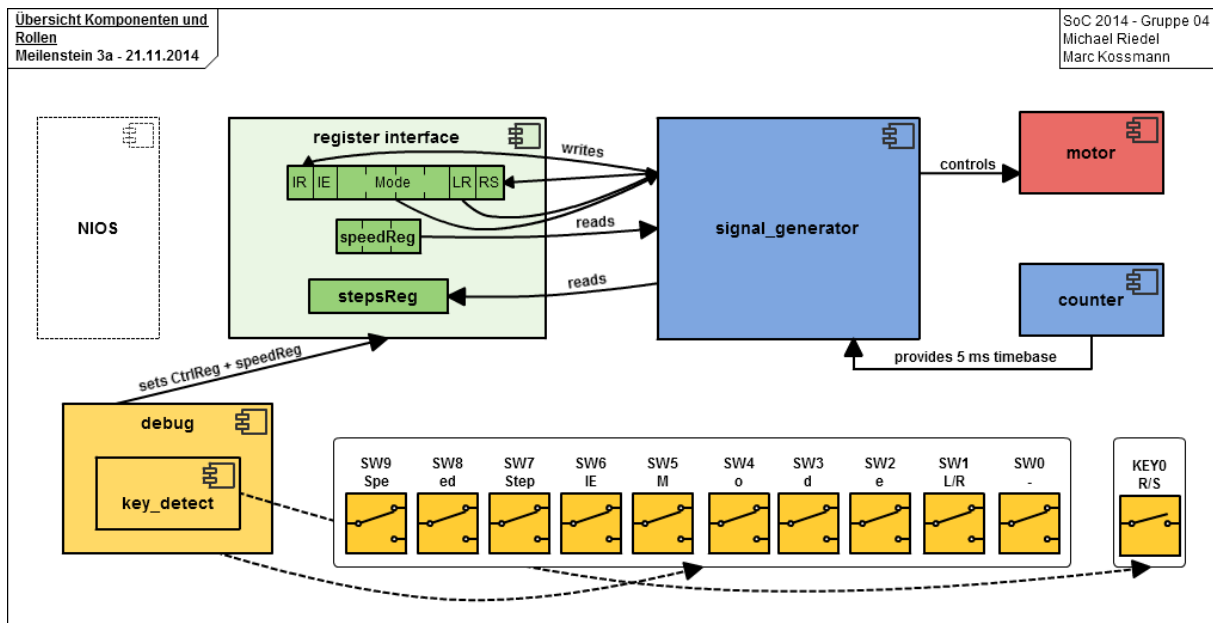 Übersicht Komponenten und
Rollen
Meilenstein 3a - 21.11.2014
SoC 2014 - Gruppe 04
Michael Riedel
Marc Kossmann
NIOS
register interface
IR IE Mode LR RS
speedReg
stepsReg
writes
reads
reads
signal_generator
controls
motor
counter
provides 5 ms timebase
sets CtrlReg + speedReg
debug
key_detect
SW9 SW8 SW7 SW6 SW5 SW4 SW3 SW2 SW1 SW0
Spe ed Step IE M o d e L/R -
KEY0
R/S